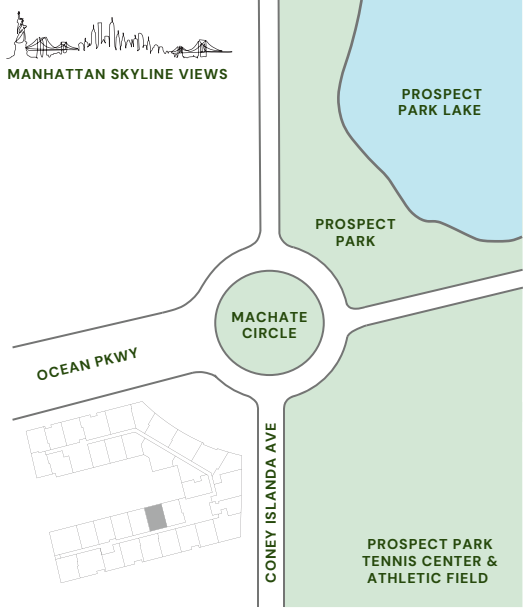 MANHATTAN SKYLINE VIEWS
PROSPECT
PARK LAKE
PROSPECT
PARK
MACHATE
CIRCLE
OCEAN PKWY
CONEY ISLANDA AVE
PROSPECT PARK
TENNIS CENTER &
ATHLETIC FIELD